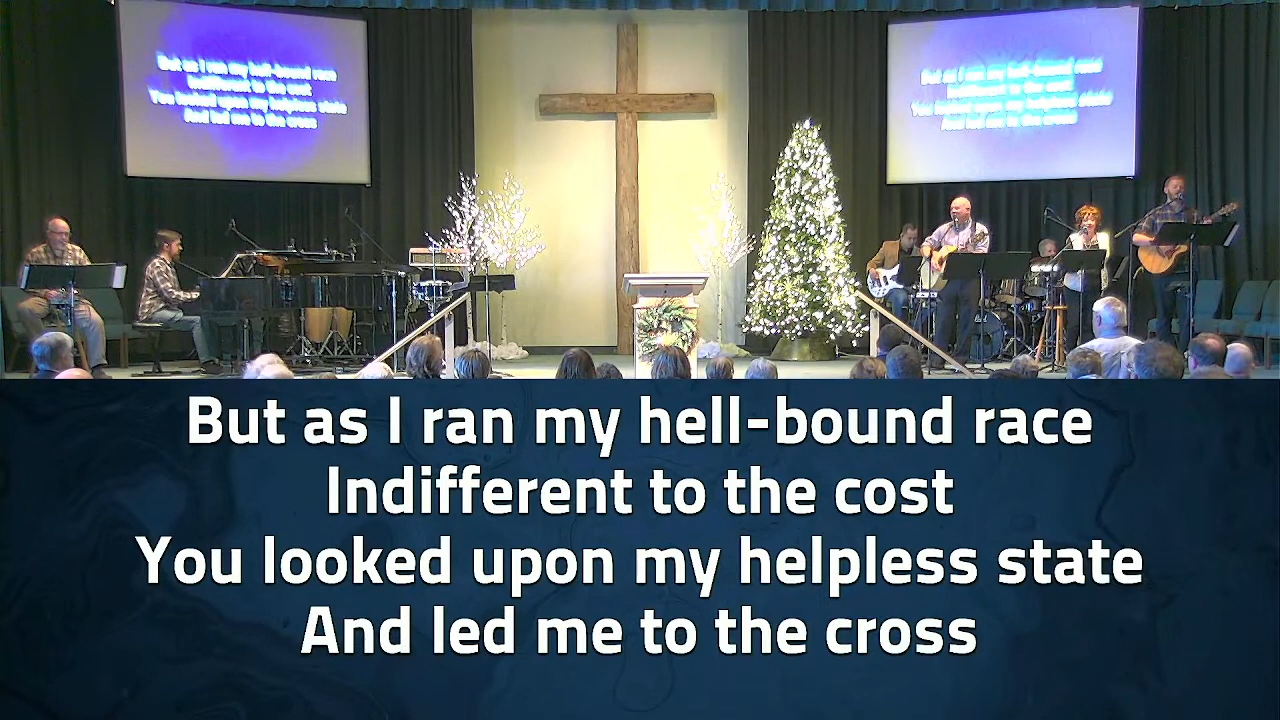 But as I ran my hell-bound race
Indifferent to the cost
You looked upon my helpless state
And led me to the cross
But as I ran my hell-bound race
Indifferent to the cost
You looked upon my helpless state
And led me to the cross
But as I ran my hell-bound race
Indifferent to the cost
You looked upon my helpless state
And led me to the cross